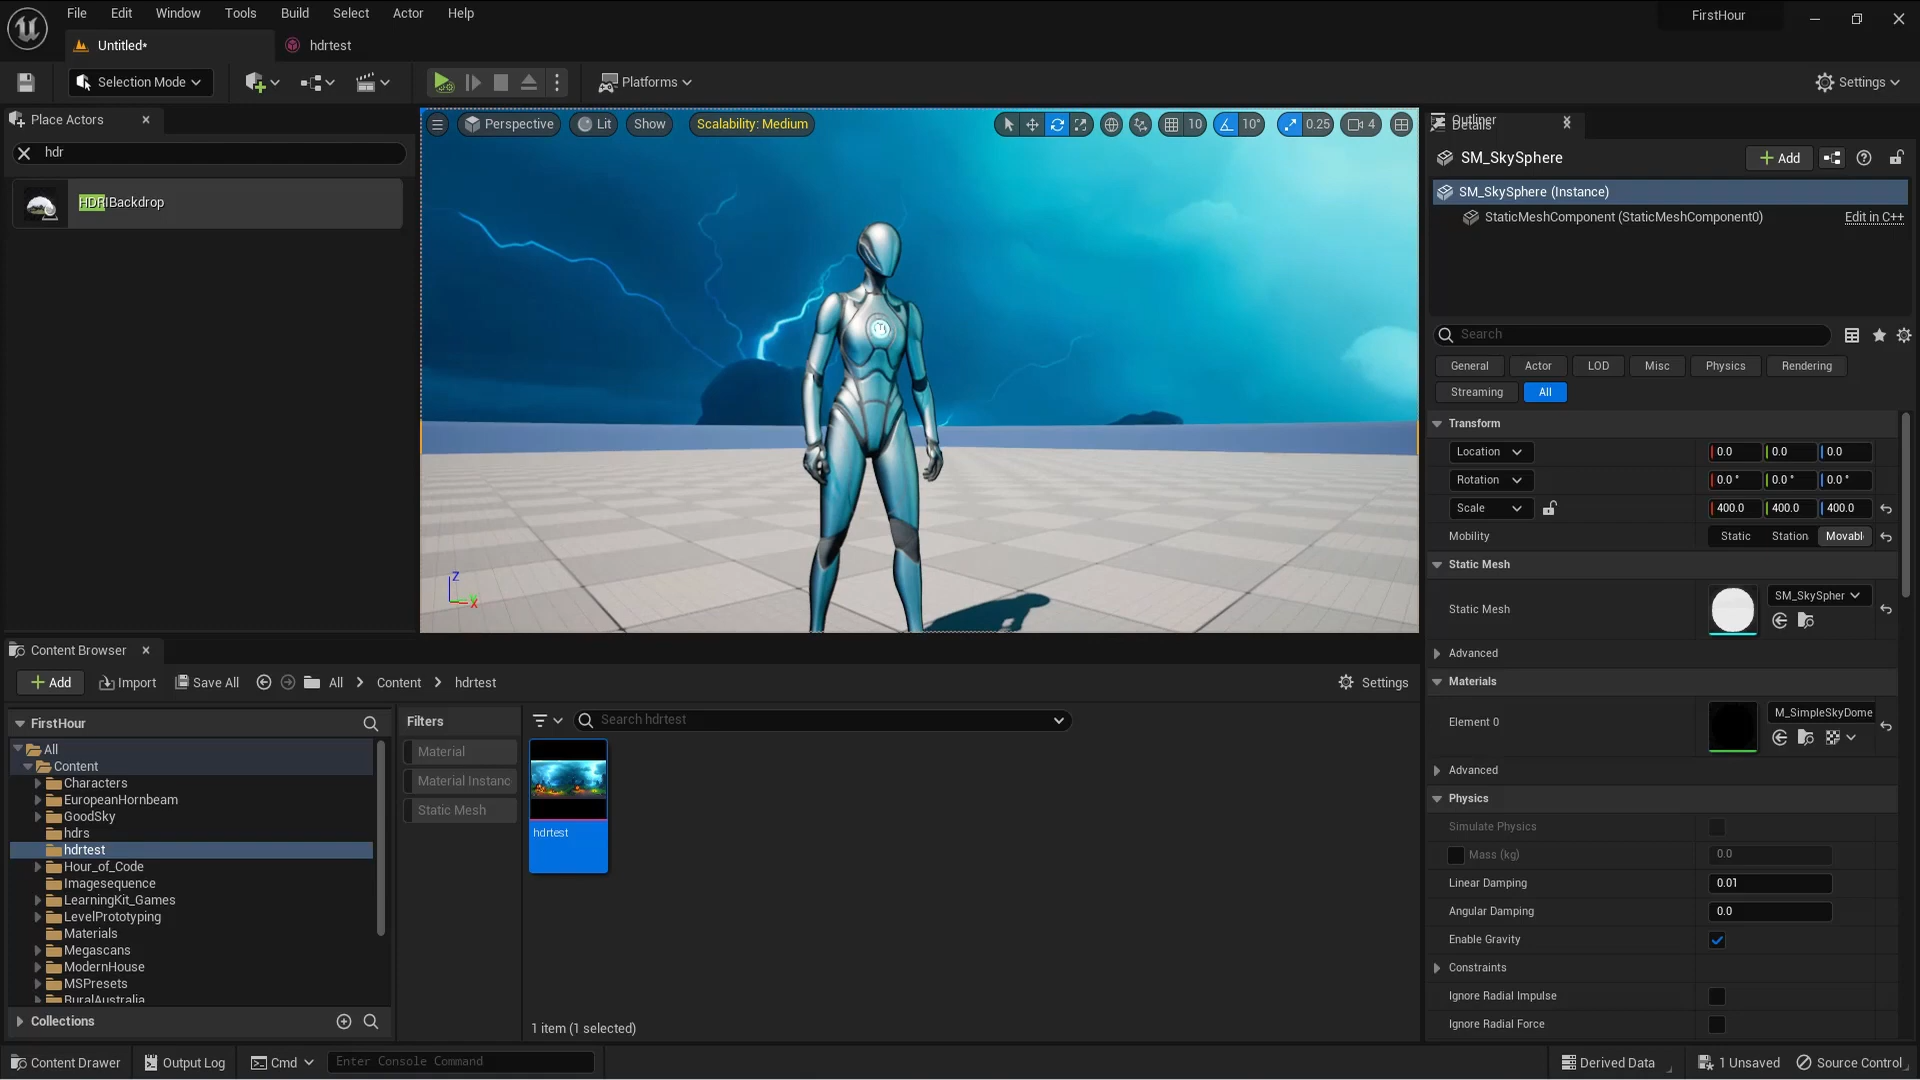 File Edit Window Tools Build Select Actor Help
FirstHour
Untitled*
hdrtest
Selection Mode
Platforms
Settings
Place Actors
hdr
HDRIBackdrop
Perspective
Lit
Show
Scalability: Medium
10
10°
0.25
4
Z
X
Outliner
Details
SM_SkySphere
Add
SM_SkySphere (Instance)
StaticMeshComponent (StaticMeshComponent0)
Edit in C++
Search
General
Actor
LOD
Misc
Physics
Rendering
Streaming
All
Transform
Location
0.0
0.0
0.0
Rotation
0.0 °
0.0 °
0.0 °
Scale
400.0
400.0
400.0
Mobility
Static
Station
Movabl
Static Mesh
Static Mesh
SM_SkySpher
Advanced
Materials
Element 0
M_SimpleSkyDome
Advanced
Physics
Simulate Physics
Mass (kg)
0.0
Linear Damping
0.01
Angular Damping
0.0
Enable Gravity
Constraints
Ignore Radial Impulse
Ignore Radial Force
Content Browser
Add
Import
Save All
All
Content
hdrtest
Settings
FirstHour
All
Content
Characters
EuropeanHornbeam
GoodSky
hdrs
hdrtest
Hour_of_Code
Imagesequence
LearningKit_Games
LevelPrototyping
Materials
Megascans
ModernHouse
MSPresets
RuralAustralia
Collections
Filters
Material
Material Instanc
Static Mesh
Search hdrtest
hdrtest
1 item (1 selected)
Content Drawer
Output Log
Cmd
Enter Console Command
Derived Data
1 Unsaved
Source Control